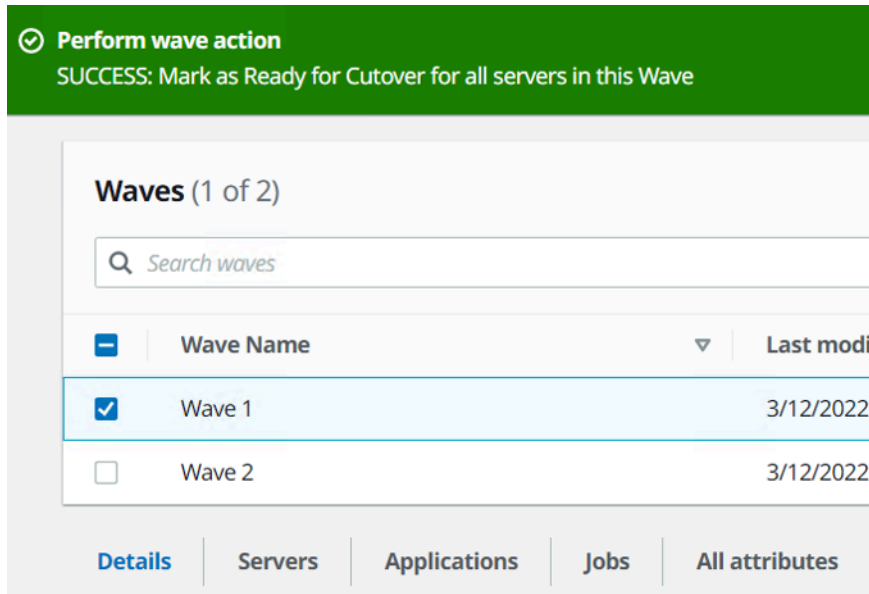 Perform wave action
SUCCESS: Mark as Ready for Cutover for all servers in this Wave
Waves (1 of 2)
Search waves
Wave Name Last modi
Wave 1 3/12/2022
Wave 2 3/12/2022
Details Servers Applications Jobs All attributes